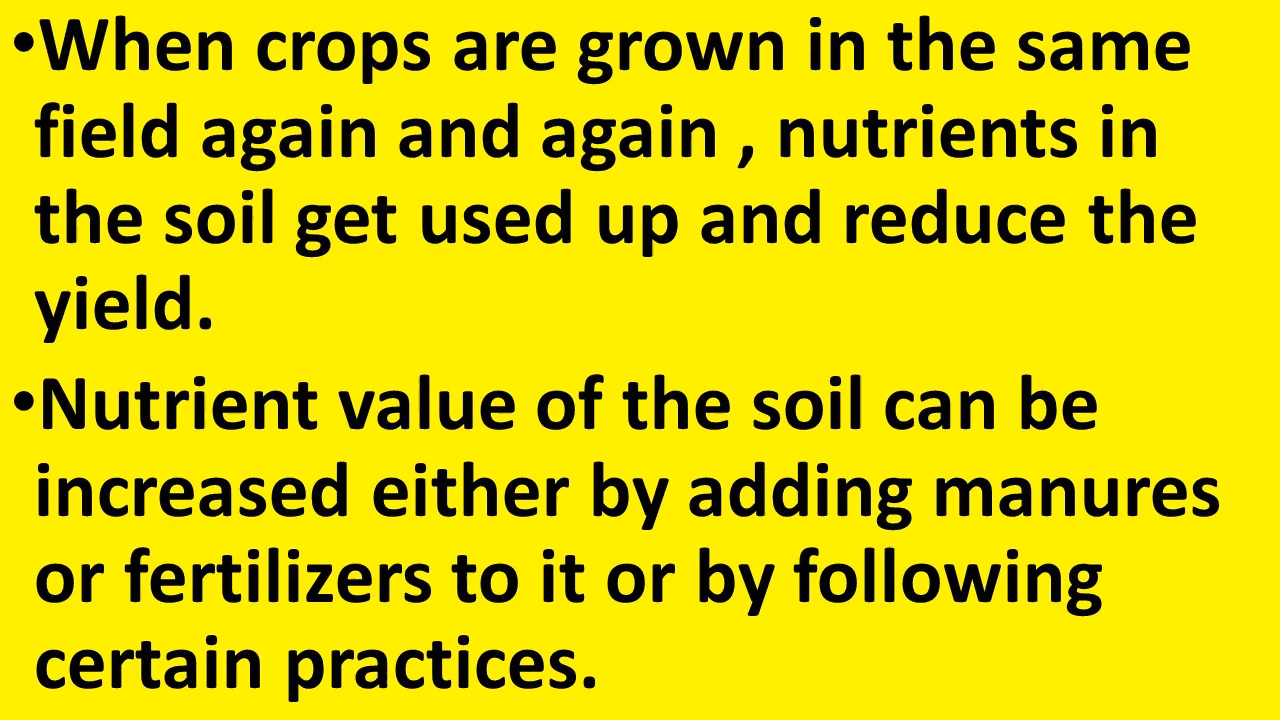 •When crops are grown in the same
field again and again , nutrients in
the soil get used up and reduce the
yield.
•Nutrient value of the soil can be
increased either by adding manures
or fertilizers to it or by following
certain practices.